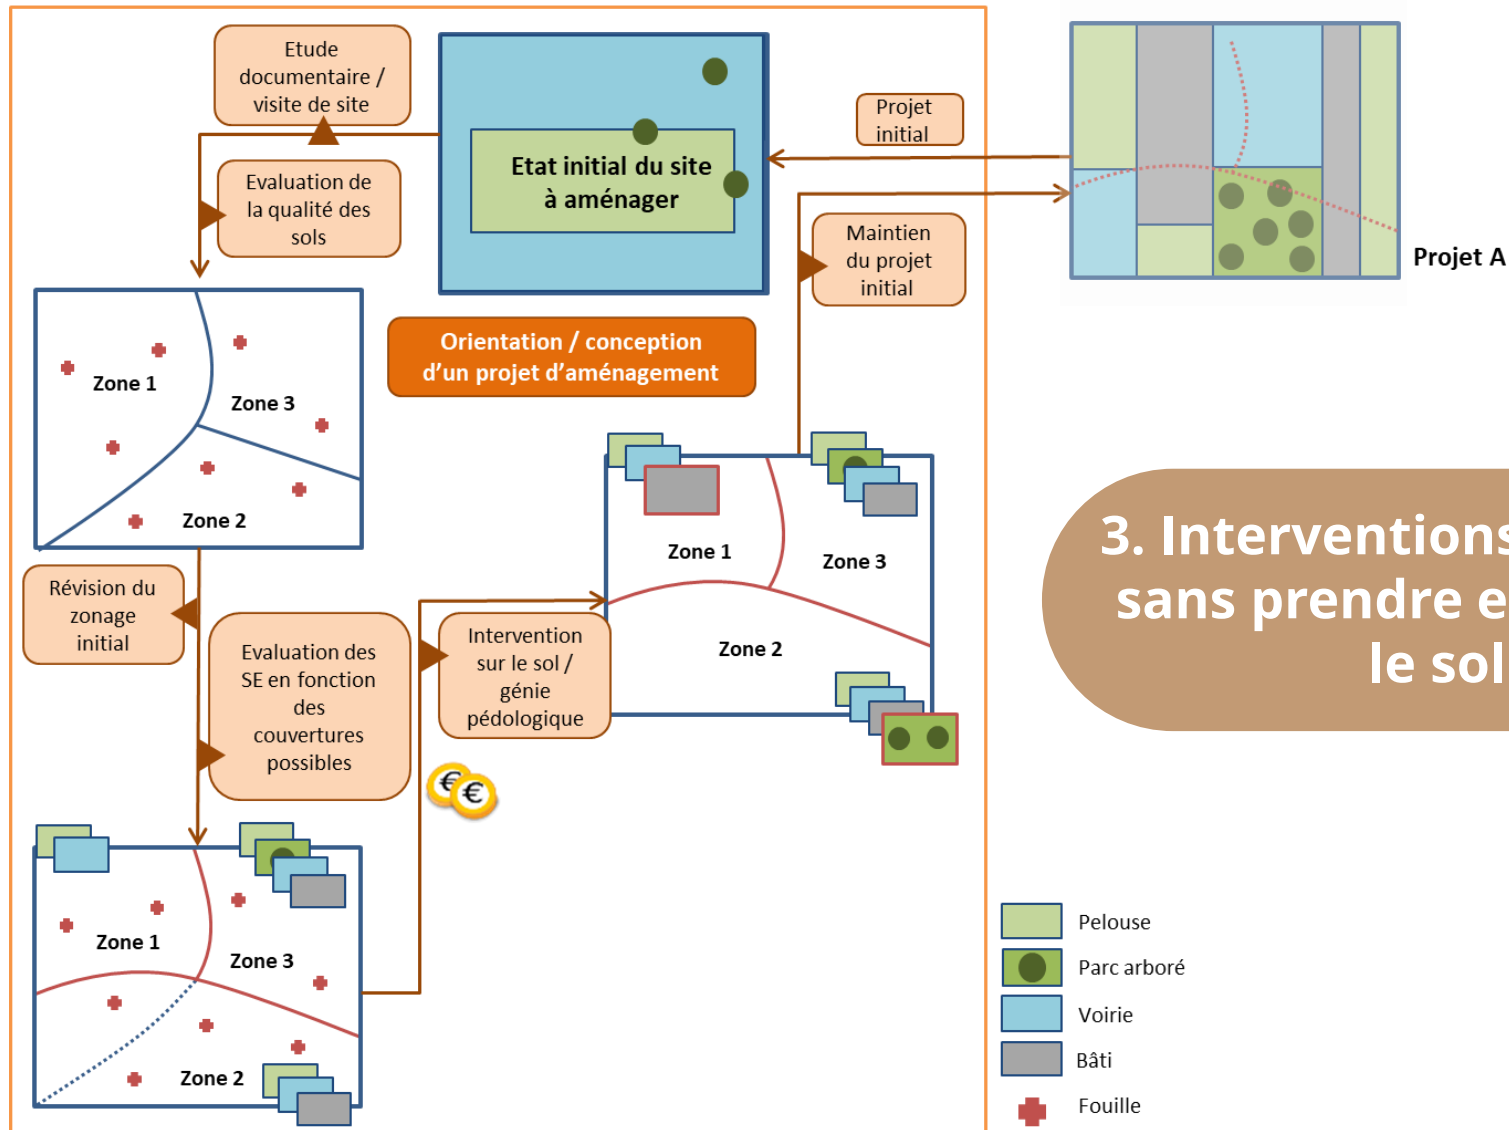 Etude
documentaire /
visite de site
Evaluation de
la qualité des
sols
Etat initial du site
à aménager
Projet
initial
Maintien
du projet
initial
Projet A
Orientation / conception
d’un projet d’aménagement
Zone 1
Zone 3
Zone 2
Révision du
zonage
initial
Evaluation des
SE en fonction
des
couvertures
possibles
Intervention
sur le sol /
génie
pédologique
Zone 1
Zone 3
Zone 2
€
€
Zone 1
Zone 3
Zone 2
3. Interventions
sans prendre e
le sol
Pelouse
Parc arboré
Voirie
Bâti
Fouille